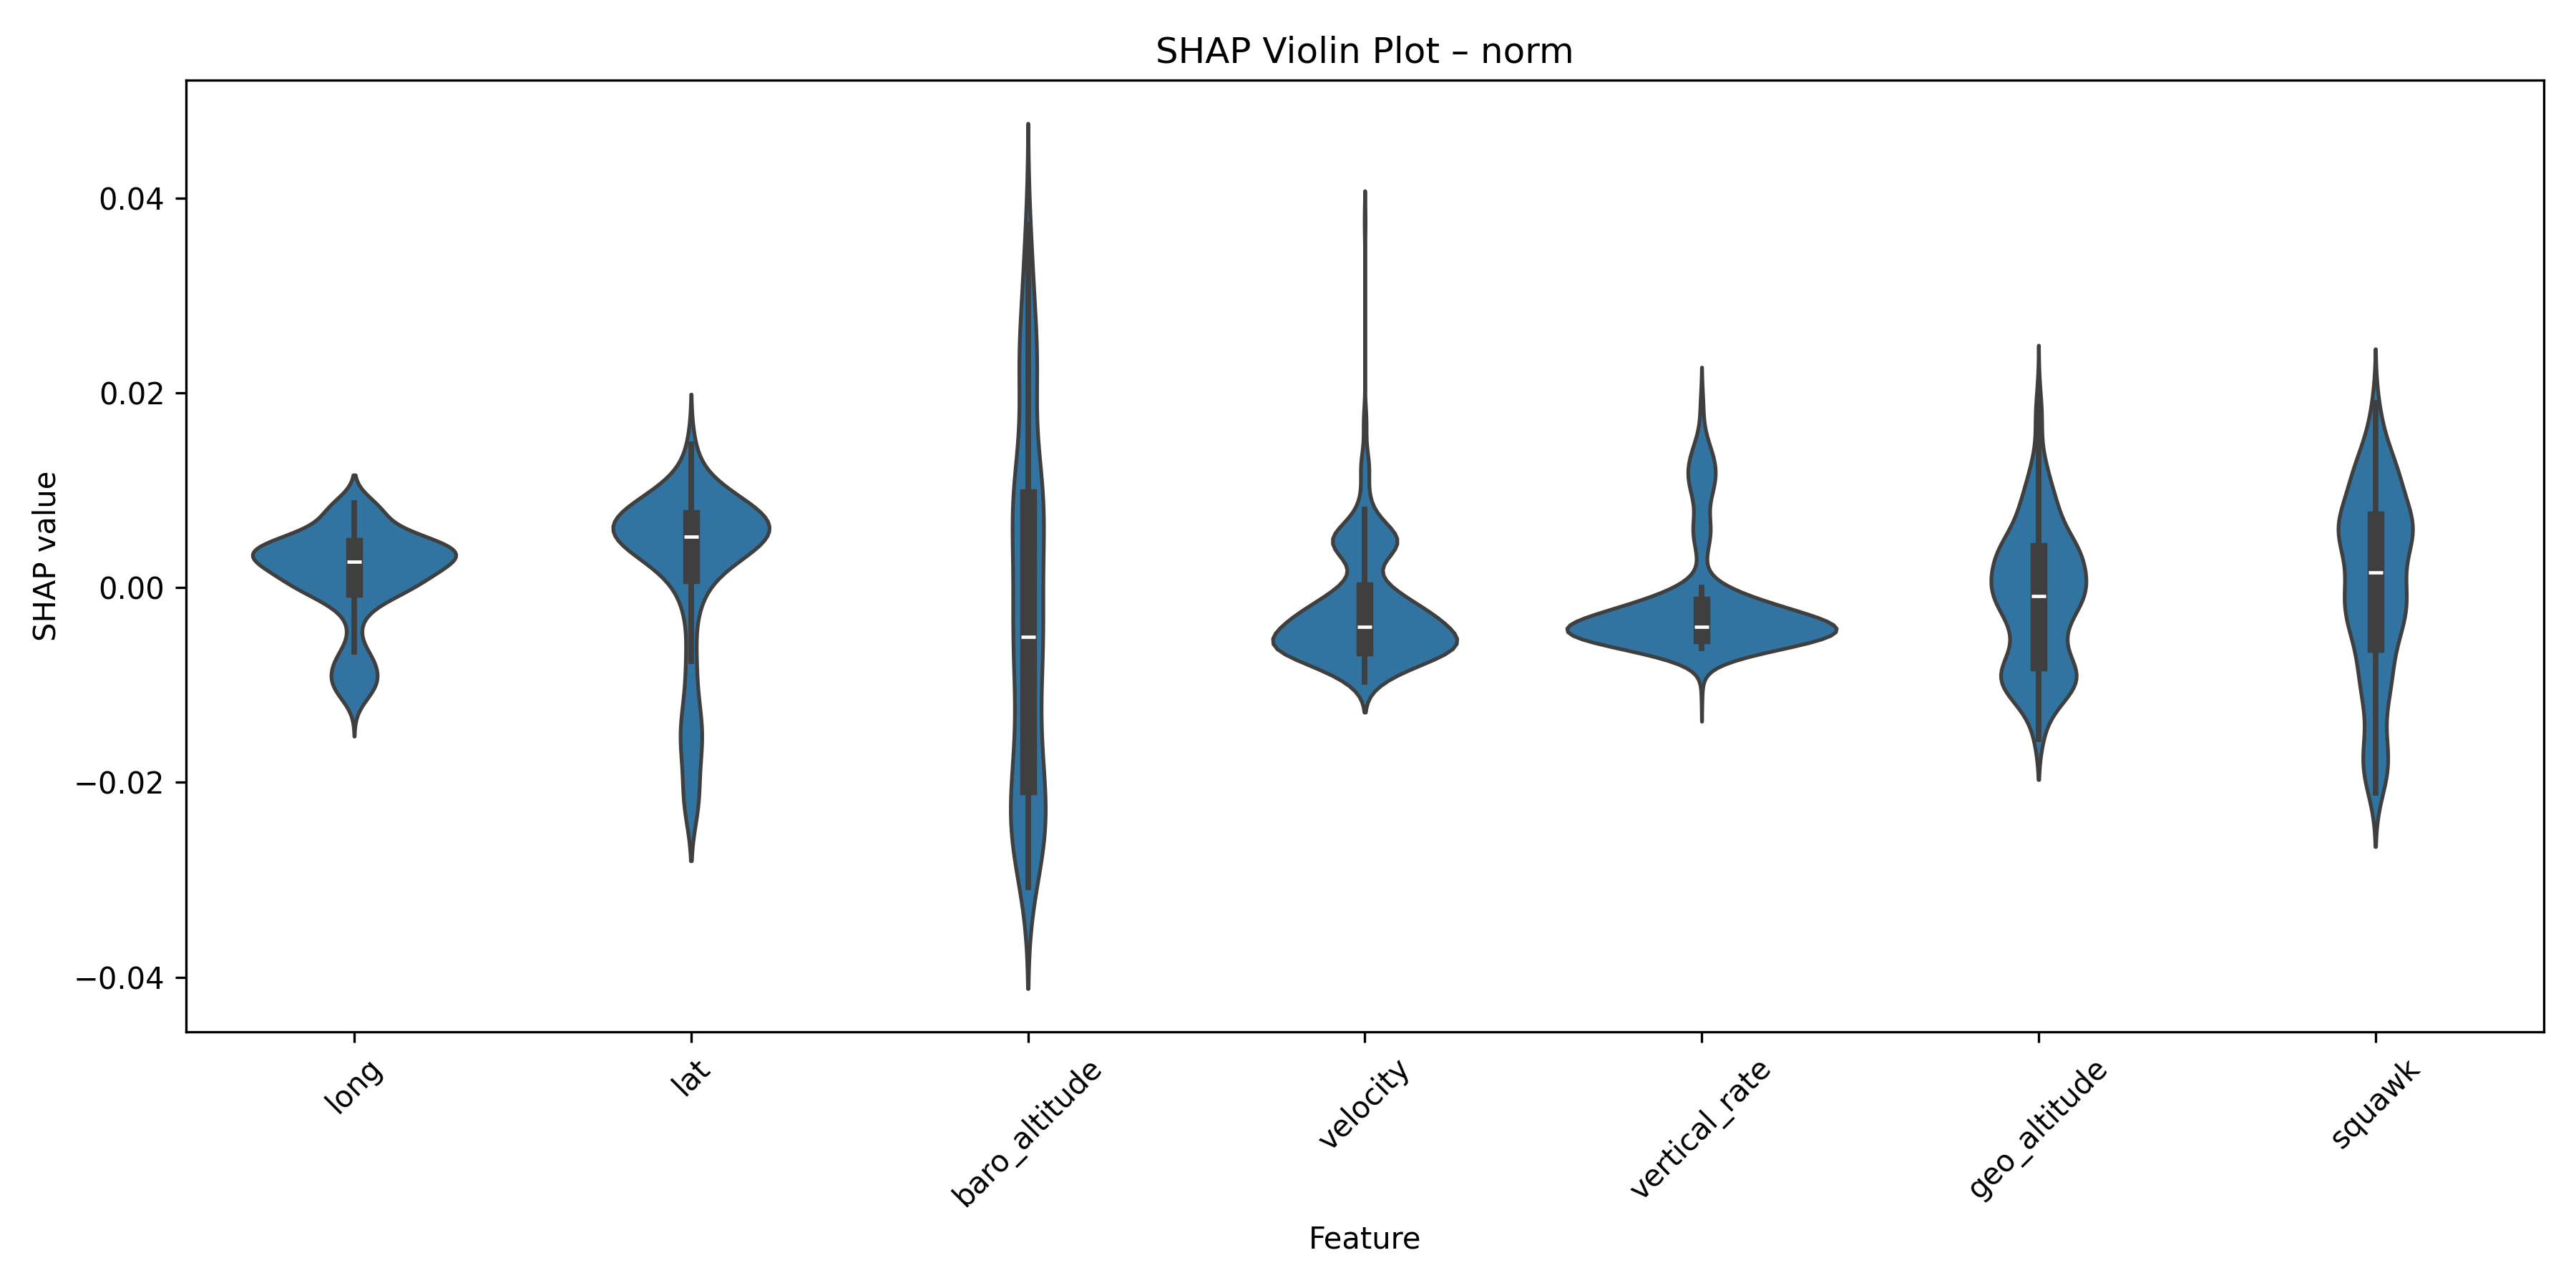 SHAP Violin Plot – norm
SHAP value
0.04
0.02
0.00
−0.02
−0.04
long
lat
baro_altitude
velocity
vertical_rate
geo_altitude
squawk
Feature